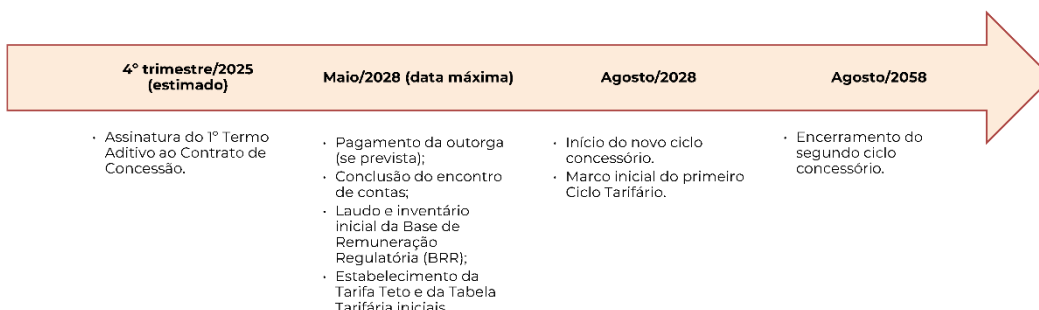 4º trimestre/2025
(estimado)
Maio/2028 (data máxima)
Agosto/2028
Agosto/2058
• Assinatura do 1º Termo
Aditivo ao Contrato de
Concessão.
• Pagamento da outorga
(se prevista);
• Conclusão do encontro
de contas;
• Laudo e inventário
inicial da Base de
Remuneração
Regulatória (BRR);
• Estabelecimento da
Tarifa Teto e da Tabela
Tarifária iniciais
• Início do novo ciclo
concessório.
• Marco inicial do primeiro
Ciclo Tarifário.
• Encerramento do
segundo ciclo
concessório.